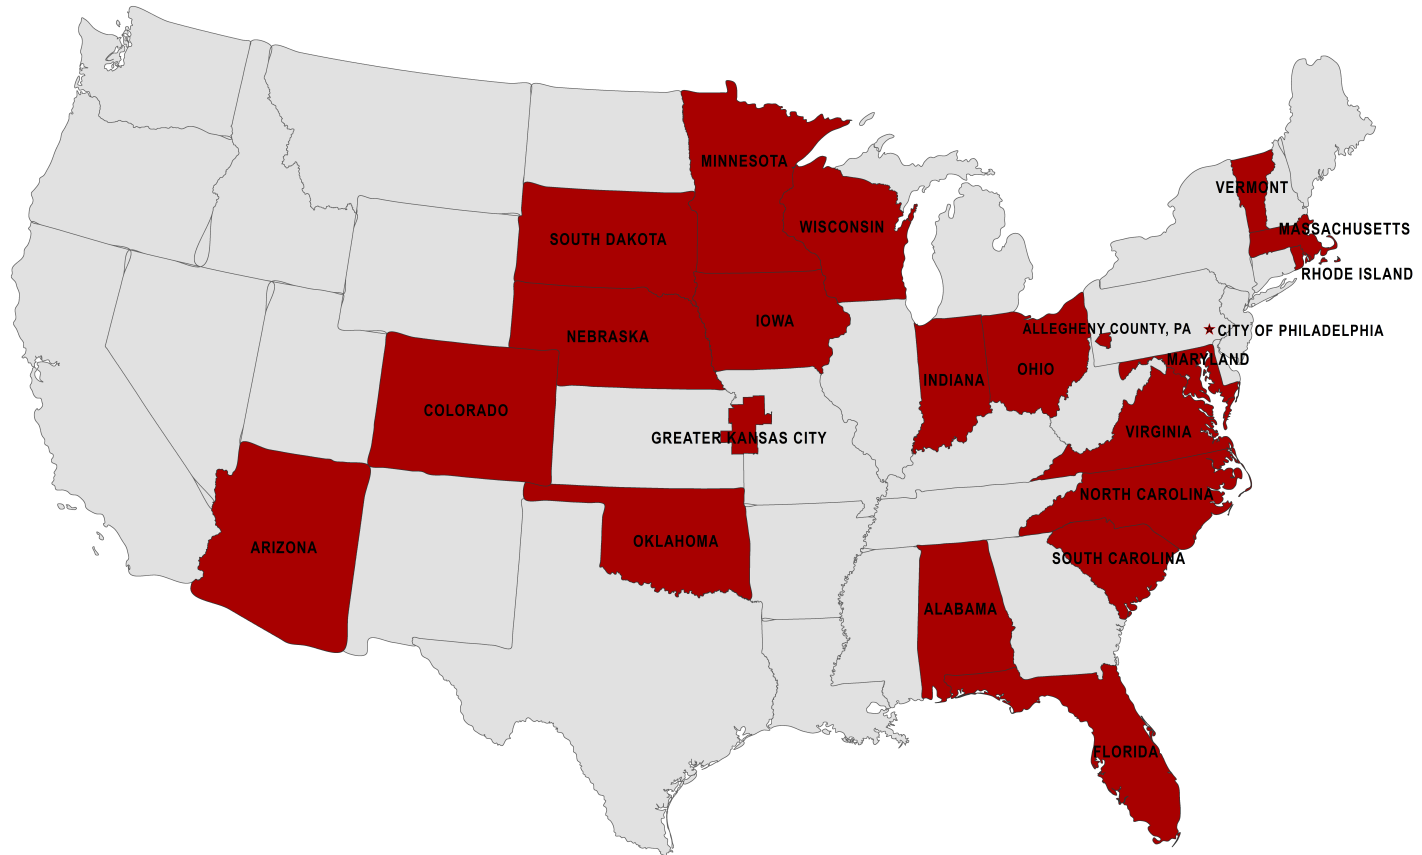 MINNESOTA
VERMONT
WISCONSIN
MASSACHUSETTS
SOUTH DAKOTA
RHODE ISLAND
IOWA
ALLEGHENY COUNTY, PA
CITY OF PHILADELPHIA
NEBRASKA
MARYLAND
OHIO
INDIANA
COLORADO
VIRGINIA
GREATER KANSAS CITY
NORTH CAROLINA
OKLAHOMA
ARIZONA
SOUTH CAROLINA
ALABAMA
FLORIDA